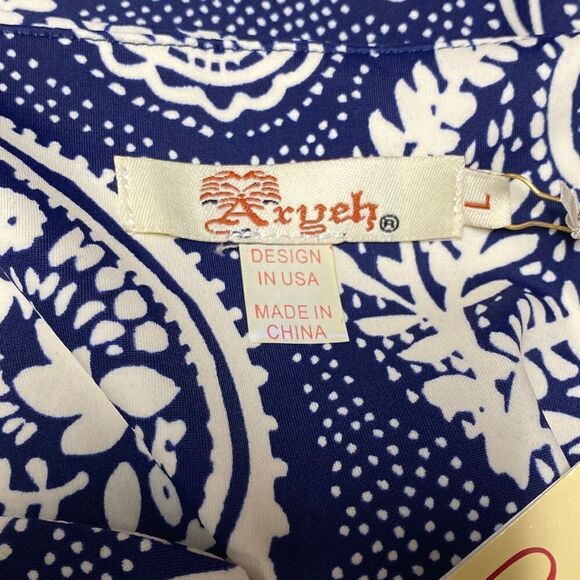 Aryeh®
L
DESIGN
IN USA
MADE IN
CHINA